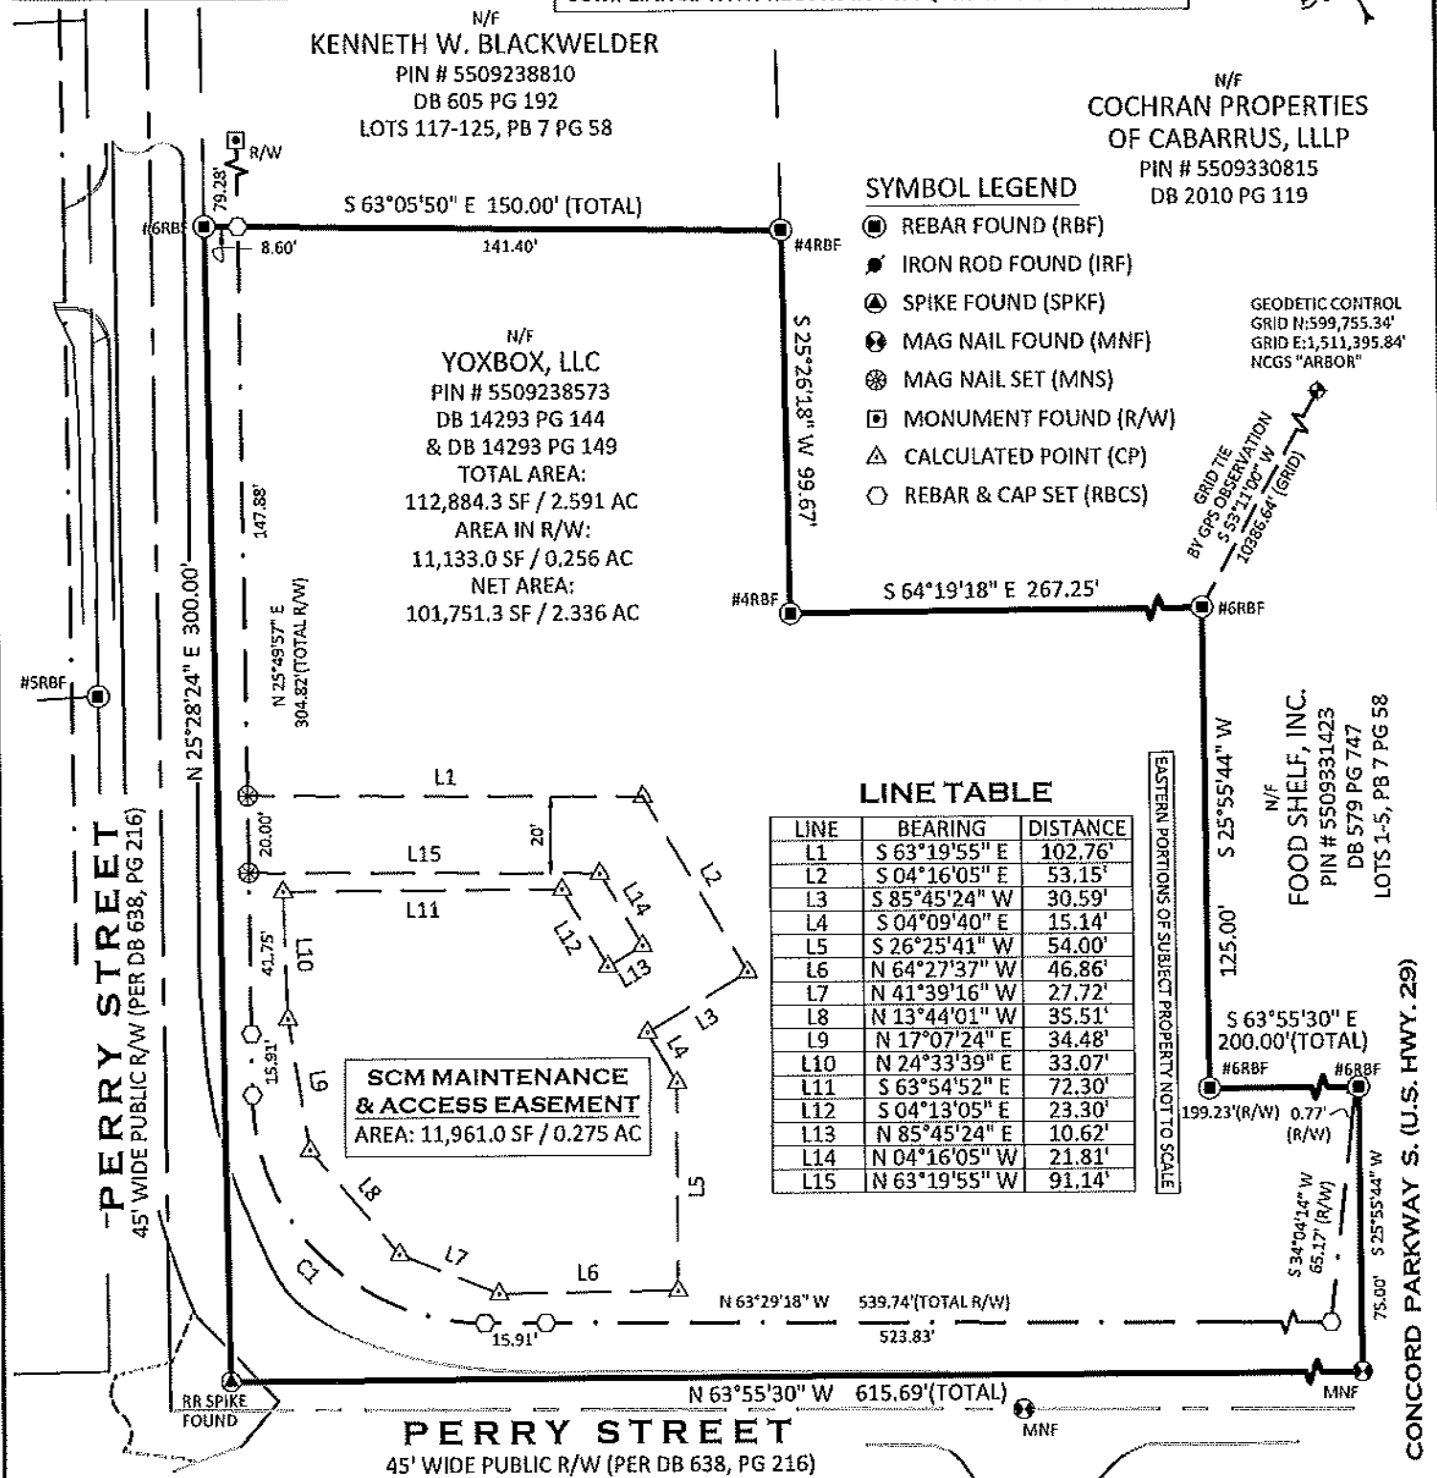 N/F
KENNETH W. BLACKWELDER
PIN # 5509238810
DB 605 PG 192
LOTS 117-125, PB 7 PG 58
N/F
COCHRAN PROPERTIES
OF CABARRUS, LLLP
PIN # 5509330815
DB 2010 PG 119
R/W
79.28'
S 63°05'50" E 150.00' (TOTAL)
#6RBF
8.60'
141.40'
#4RBF
SYMBOL LEGEND
REBAR FOUND (RBF)
IRON ROD FOUND (IRF)
SPIKE FOUND (SPKF)
MAG NAIL FOUND (MNF)
MAG NAIL SET (MNS)
MONUMENT FOUND (R/W)
CALCULATED POINT (CP)
REBAR & CAP SET (RBCS)
GEODETIC CONTROL
GRID N:599,755.34'
GRID E:1,511,395.84'
NCGS "ARBOR"
GRID TIE
BY GPS OBSERVATION
S 53°11'00" W
10386.64' (GRID)
N/F
YOXBOX, LLC
PIN # 5509238573
DB 14293 PG 144
& DB 14293 PG 149
TOTAL AREA:
112,884.3 SF / 2.591 AC
AREA IN R/W:
11,133.0 SF / 0.256 AC
NET AREA:
101,751.3 SF / 2.336 AC
S 25°26'18" W 99.67'
147.88'
N 25°28'24" E 300.00'
N 25°49'57" E
304.82'(TOTAL R/W)
#4RBF
S 64°19'18" E 267.25'
#6RBF
#5RBF
S 25°55'44" W
125.00'
N/F
FOOD SHELF, INC.
PIN # 5509331423
DB 579 PG 747
LOTS 1-5, PB 7 PG 58
L1
20.00'
20'
L15
L11
L14
L12
L13
L2
L3
L4
L10
41.75'
15.91'
L9
L8
L7
L6
L5
C1
PERRY STREET
45' WIDE PUBLIC R/W (PER DB 638, PG 216)
SCM MAINTENANCE
& ACCESS EASEMENT
AREA: 11,961.0 SF / 0.275 AC
LINE TABLE
LINE BEARING DISTANCE
L1 S 63°19'55" E 102.76'
L2 S 04°16'05" E 53.15'
L3 S 85°45'24" W 30.59'
L4 S 04°09'40" E 15.14'
L5 S 26°25'41" W 54.00'
L6 N 64°27'37" W 46.86'
L7 N 41°39'16" W 27.72'
L8 N 13°44'01" W 35.51'
L9 N 17°07'24" E 34.48'
L10 N 24°33'39" E 33.07'
L11 S 63°54'52" E 72.30'
L12 S 04°13'05" E 23.30'
L13 N 85°45'24" E 10.62'
L14 N 04°16'05" W 21.81'
L15 N 63°19'55" W 91.14'
EASTERN PORTIONS OF SUBJECT PROPERTY NOT TO SCALE
S 63°55'30" E
200.00'(TOTAL)
#6RBF
#6RBF
199.23'(R/W)
0.77'
(R/W)
S 34°04'14" W
65.17' (R/W)
S 25°55'44" W
75.00'
CONCORD PARKWAY S. (U.S. HWY. 29)
N 63°29'18" W 539.74'(TOTAL R/W)
15.91'
523.83'
RR SPIKE
FOUND
N 63°55'30" W 615.69'(TOTAL)
MNF
MNF
PERRY STREET
45' WIDE PUBLIC R/W (PER DB 638, PG 216)